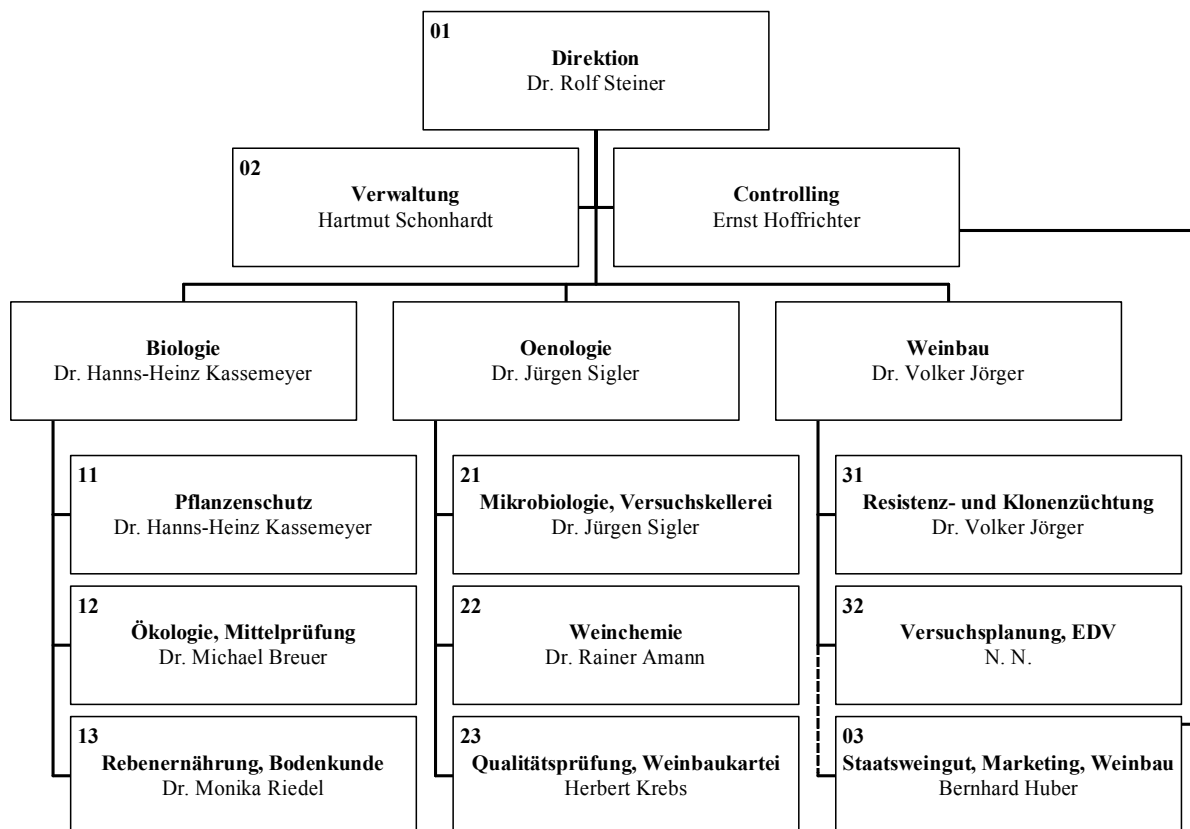 01
Direktion
Dr. Rolf Steiner
02
Verwaltung
Hartmut Schonhardt
Controlling
Ernst Hoffrichter
Biologie
Dr. Hanns-Heinz Kassemeyer
Oenologie
Dr. Jürgen Sigler
Weinbau
Dr. Volker Jörger
11
Pflanzenschutz
Dr. Hanns-Heinz Kassemeyer
21
Mikrobiologie, Versuchskellerei
Dr. Jürgen Sigler
31
Resistenz- und Klonenzüchtung
Dr. Volker Jörger
12
Ökologie, Mittelprüfung
Dr. Michael Breuer
22
Weinchemie
Dr. Rainer Amann
32
Versuchsplanung, EDV
N. N.
13
Rebenernährung, Bodenkunde
Dr. Monika Riedel
23
Qualitätsprüfung, Weinbaukartei
Herbert Krebs
03
Staatsweingut, Marketing, Weinbau
Bernhard Huber